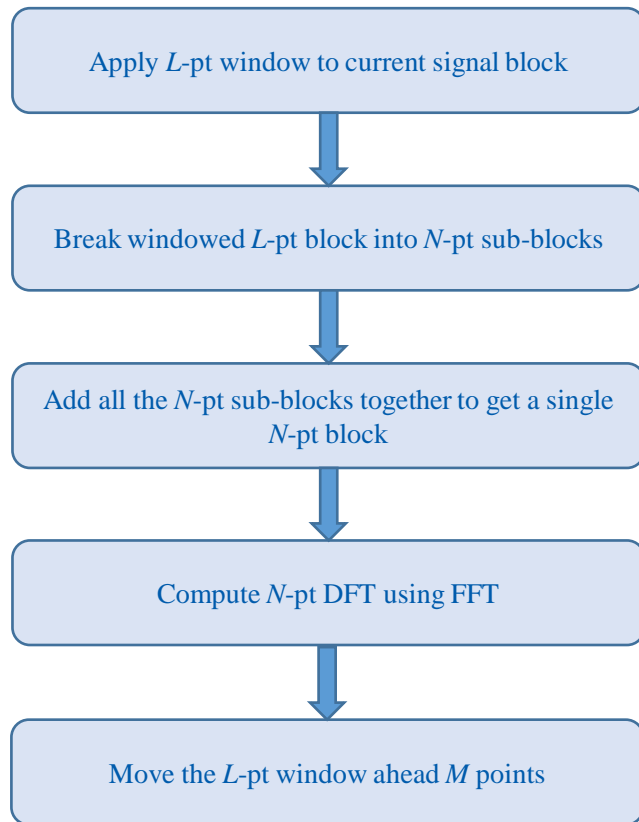 Apply L-pt window to current signal block
Break windowed L-pt block into N-pt sub-blocks
Add all the N-pt sub-blocks together to get a single
N-pt block
Compute N-pt DFT using FFT
Move the L-pt window ahead M points